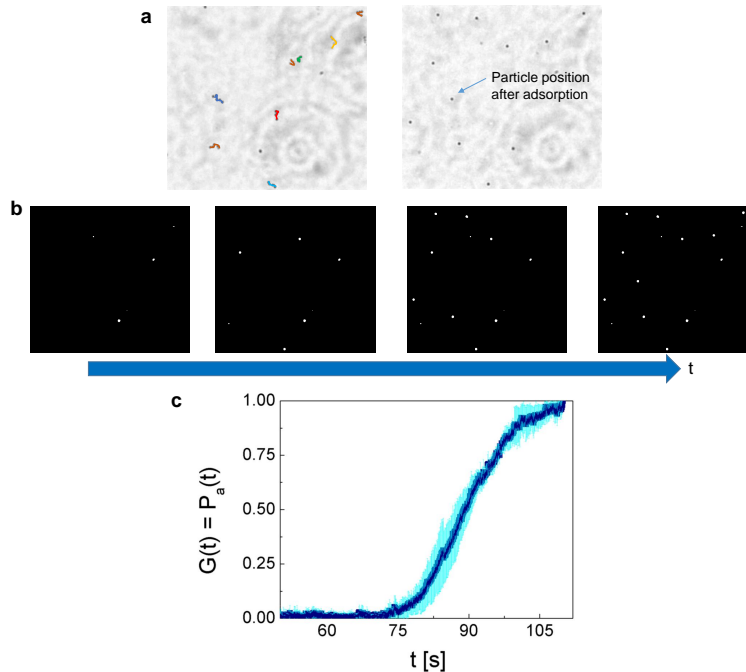 a
Particle position
after adsorption
b
t
c
G(t) = P_a(t)
1.00
0.75
0.50
0.25
0.00
60
75
90
105
t [s]